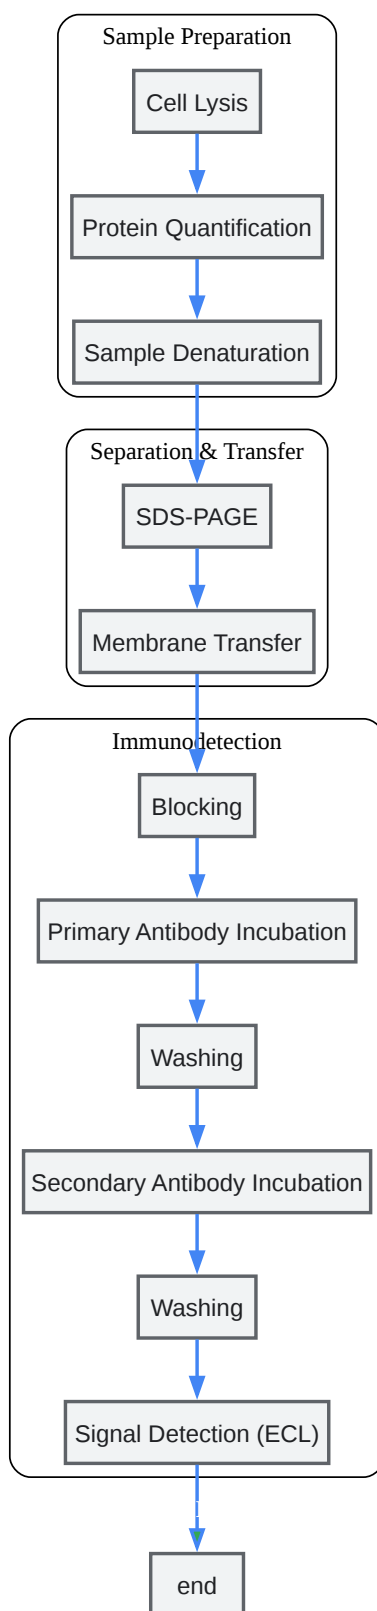 Sample Preparation
Cell Lysis
Protein Quantification
Sample Denaturation
Separation & Transfer
SDS-PAGE
Membrane Transfer
Immunodetection
Blocking
Primary Antibody Incubation
Washing
Secondary Antibody Incubation
Washing
Signal Detection (ECL)
end